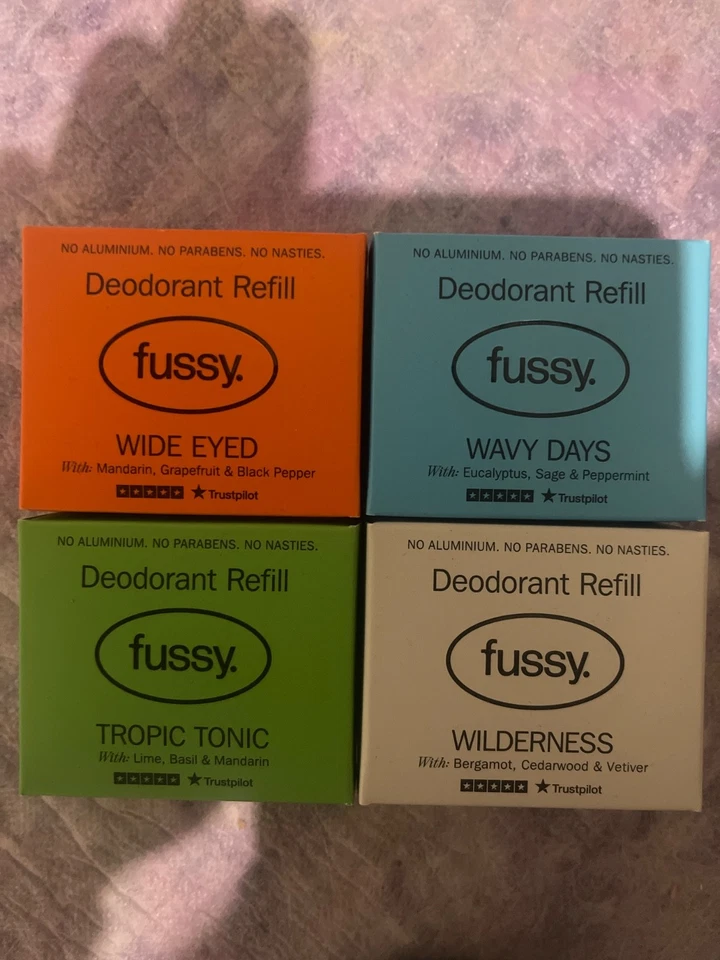 NO ALUMINIUM. NO PARABENS. NO NASTIES.
Deodorant Refill
fussy.
WIDE EYED
With: Mandarin, Grapefruit & Black Pepper
Trustpilot
NO ALUMINIUM. NO PARABENS. NO NASTIES.
Deodorant Refill
fussy.
WAVY DAYS
With: Eucalyptus, Sage & Peppermint
Trustpilot
NO ALUMINIUM. NO PARABENS. NO NASTIES.
Deodorant Refill
fussy.
TROPIC TONIC
With: Lime, Basil & Mandarin
Trustpilot
NO ALUMINIUM. NO PARABENS. NO NASTIES.
Deodorant Refill
fussy.
WILDERNESS
With: Bergamot, Cedarwood & Vetiver
Trustpilot